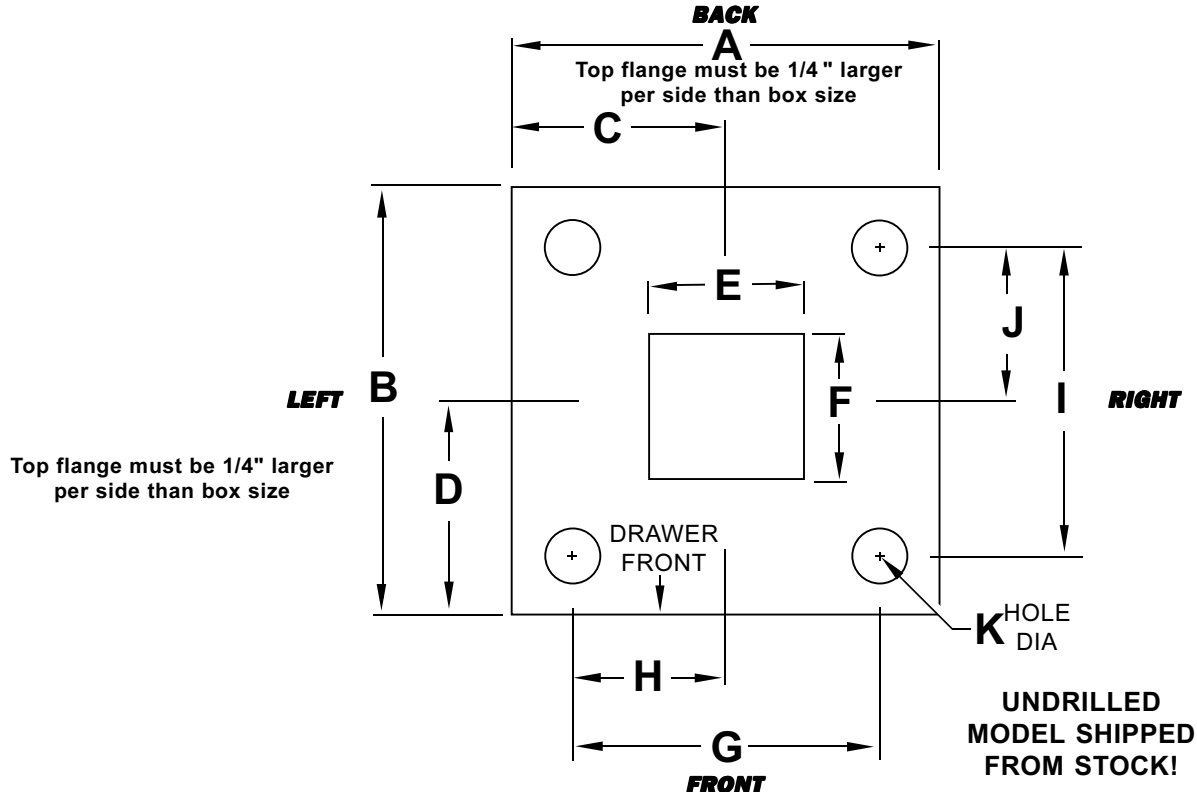 BACK
A
Top flange must be 1/4 " larger
per side than box size
C
E
J
LEFT
B
F
I
RIGHT
Top flange must be 1/4" larger
per side than box size
D
DRAWER
FRONT
K HOLE
DIA
H
G
FRONT
UNDRILLED
MODEL SHIPPED
FROM STOCK!